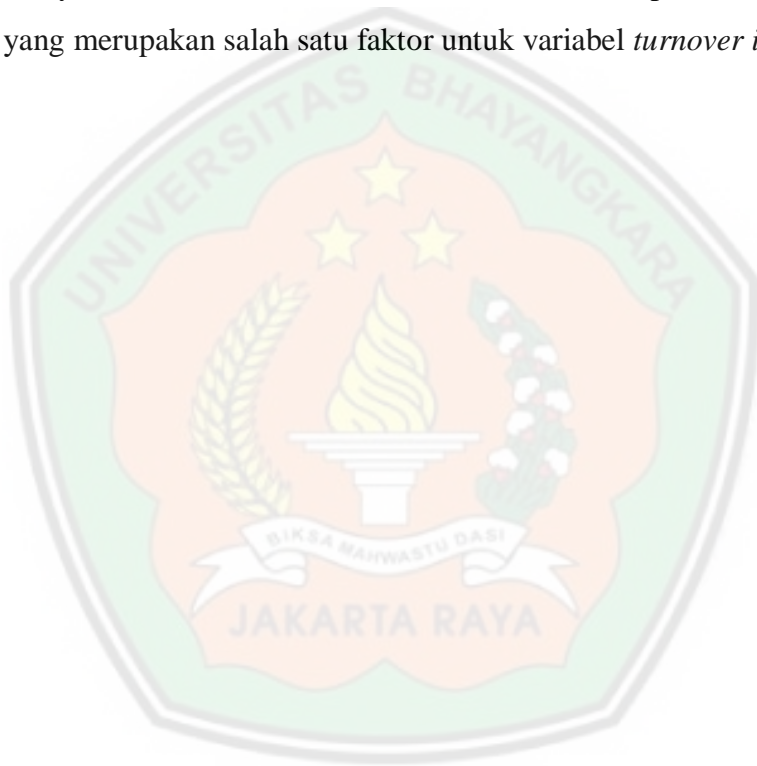 yang merupakan salah satu faktor untuk variabel turnover
UNIVERSITAS BHAYANGKARA
BIKSA MAHWASTU DASI
JAKARTA RAYA